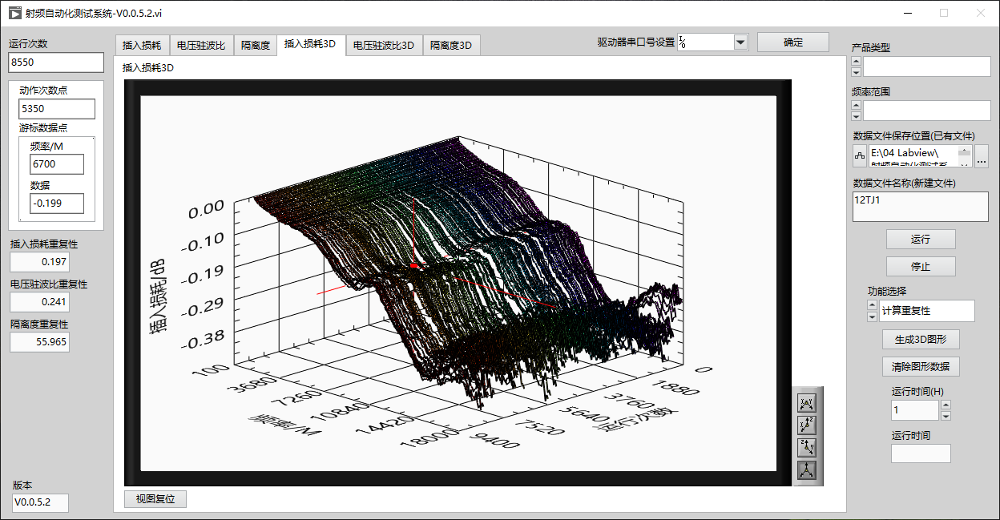 射频自动化测试系统-V0.0.5.2.vi
运行次数
8550
动作次数点
5350
游标数据点
频率/M
6700
数据
-0.199
插入损耗重复性
0.197
电压驻波比重复性
0.241
隔离度重复性
55.965
版本
V0.0.5.2
插入损耗 电压驻波比 隔离度 插入损耗3D 电压驻波比3D 隔离度3D
驱动器串口号设置
确定
插入损耗3D
插入损耗/dB
0.00
-0.10
-0.19
-0.29
-0.38
100
3680
7260
10840
14420
18000
频率/M
0
1880
3760
5640
7520
9400
运行次数
视图复位
产品类型
频率范围
数据文件保存位置(已有文件)
E:\04 Labview\
射频自动化测试系
...
数据文件名称(新建文件)
12TJ1
运行
停止
功能选择
计算重复性
生成3D图形
清除图形数据
运行时间(H)
1
运行时间